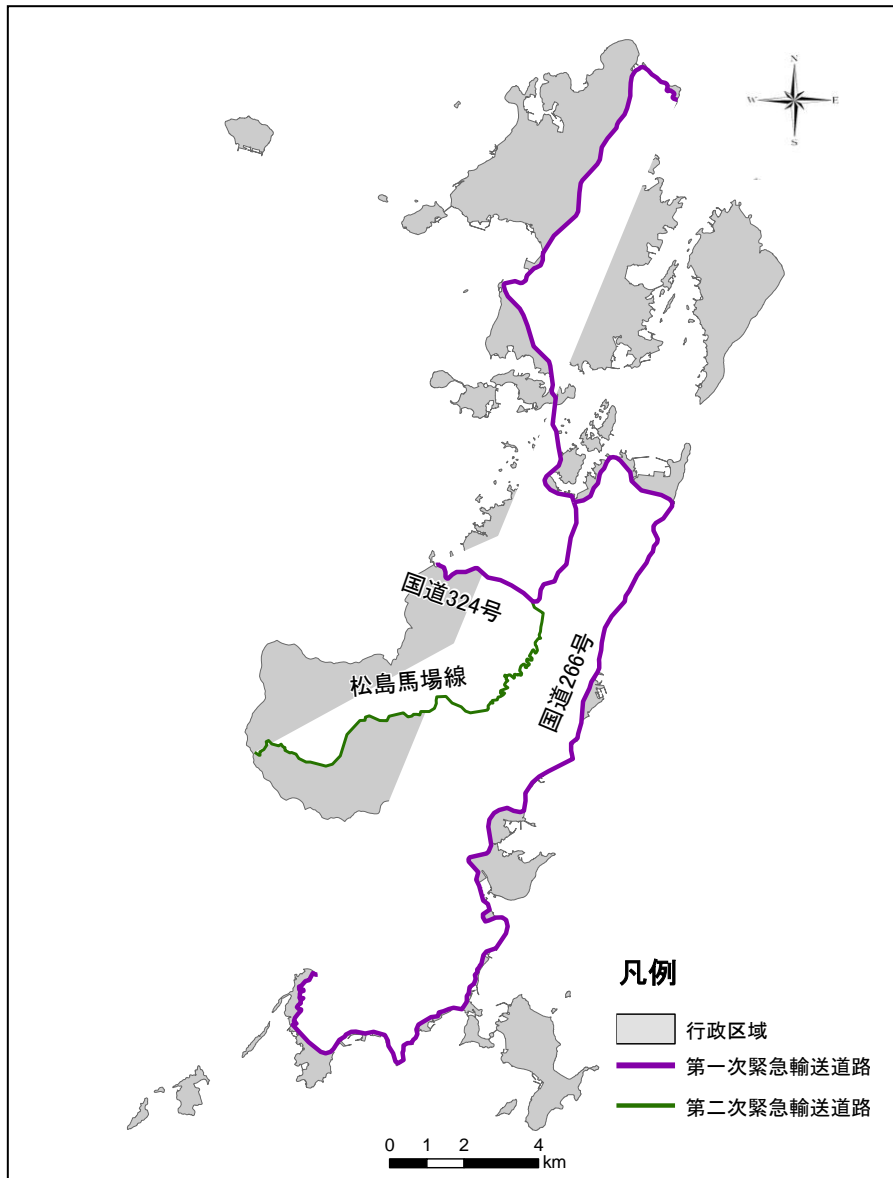 N
W E
S
国道324号
松島馬場線
国道266号
凡例
行政区域
第一次緊急輸送道路
第二次緊急輸送道路
0 1 2 4
km